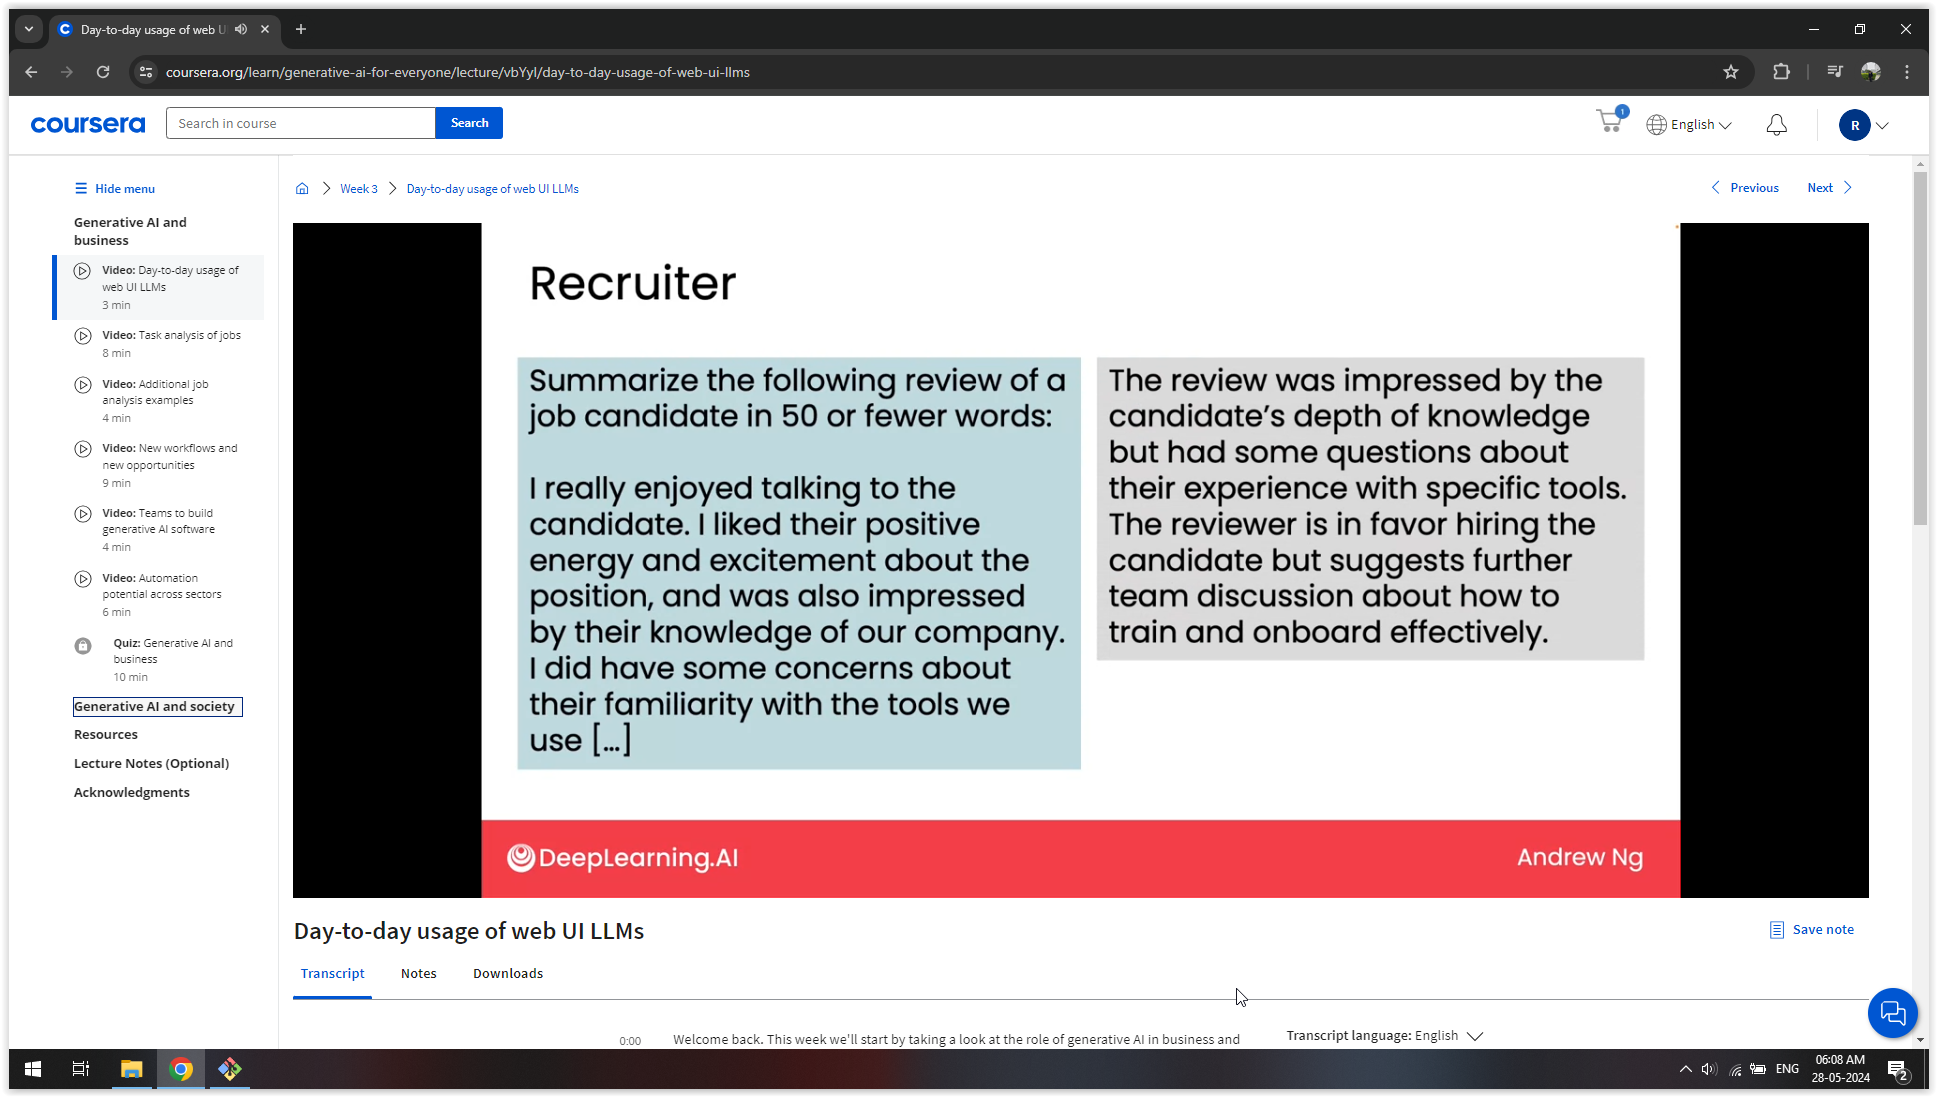 Day-to-day usage of web U
coursera.org/learn/generative-ai-for-everyone/lecture/vbYyl/day-to-day-usage-of-web-ui-llms
coursera
Search in course
Search
1
English
R
Hide menu
Week 3
Day-to-day usage of web UI LLMs
Previous
Next
Generative AI and
business
Video: Day-to-day usage of
web UI LLMs
3 min
Video: Task analysis of jobs
8 min
Video: Additional job
analysis examples
4 min
Video: New workflows and
new opportunities
9 min
Video: Teams to build
generative AI software
4 min
Video: Automation
potential across sectors
6 min
Quiz: Generative AI and
business
10 min
Generative AI and society
Resources
Lecture Notes (Optional)
Acknowledgments
Recruiter
Summarize the following review of a
job candidate in 50 or fewer words:
I really enjoyed talking to the
candidate. I liked their positive
energy and excitement about the
position, and was also impressed
by their knowledge of our company.
I did have some concerns about
their familiarity with the tools we
use [...]
The review was impressed by the
candidate's depth of knowledge
but had some questions about
their experience with specific tools.
The reviewer is in favor hiring the
candidate but suggests further
team discussion about how to
train and onboard effectively.
DeepLearning.AI
Andrew Ng
Day-to-day usage of web UI LLMs
Save note
Transcript
Notes
Downloads
0:00
Welcome back. This week we'll start by taking a look at the role of generative AI in business and
Transcript language: English
ENG
06:08 AM
28-05-2024
2